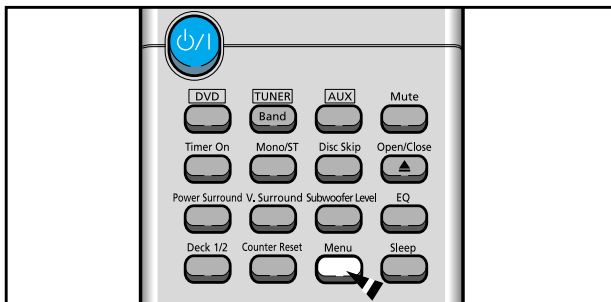 DVD TUNER AUX Mute
Band
Timer On Mono/ST Disc Skip Open/Close
Power Surround V. Surround Subwoofer Level EQ
Deck 1/2 Counter Reset Menu Sleep